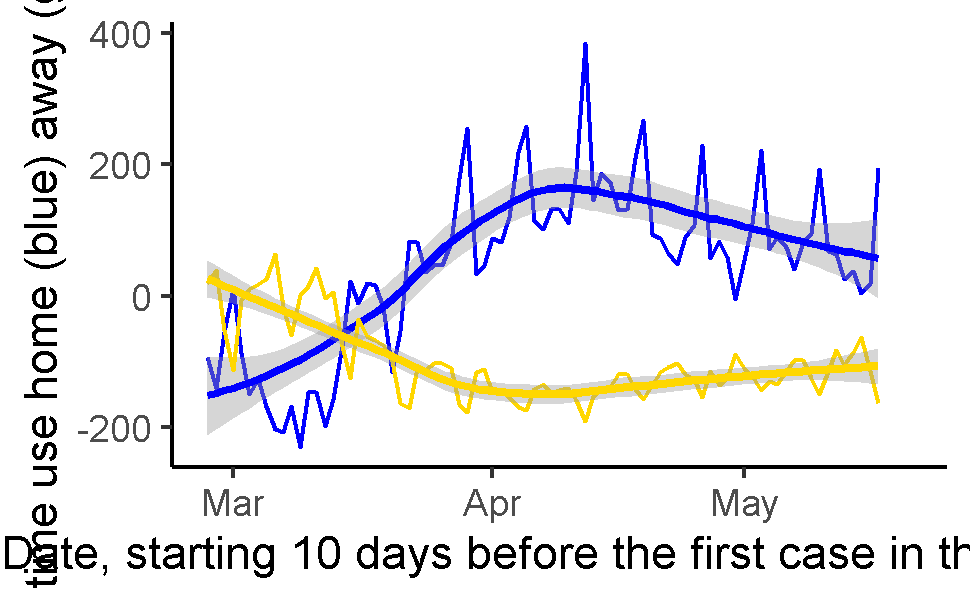 time use home (blue) away (
400
200
0
-200
Mar Apr May
Date, starting 10 days before the first case in th